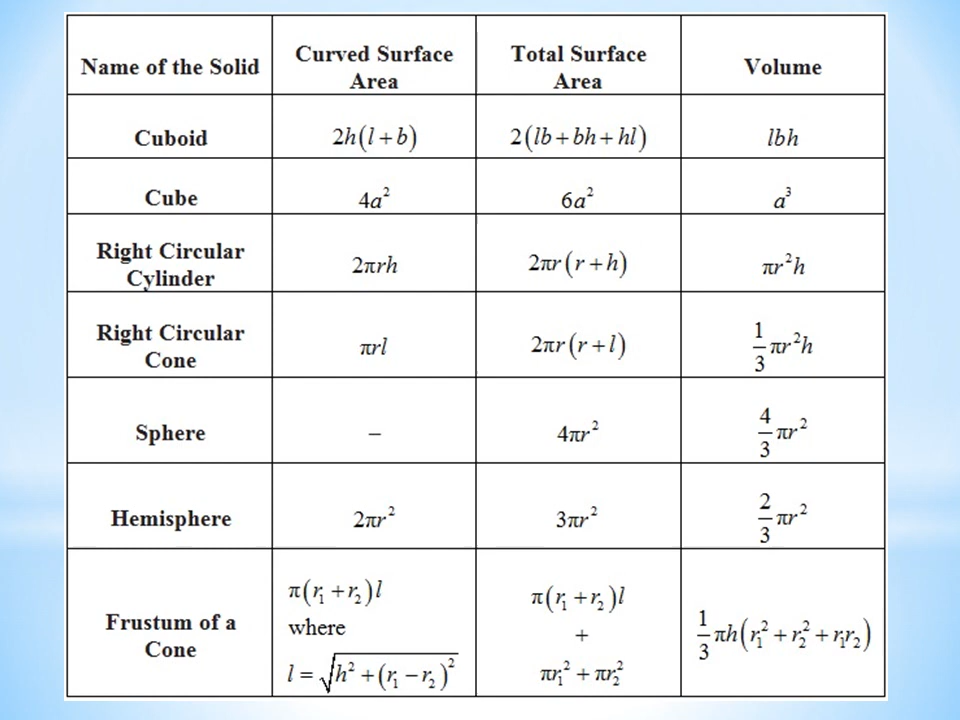 Name of the Solid
Curved Surface Area
Total Surface Area
Volume
Cuboid
2h(l+b)
2(lb+bh+hl)
lbh
Cube
4a²
6a²
a³
Right Circular Cylinder
2πrh
2πr(r+h)
πr²h
Right Circular Cone
πrl
2πr(r+l)
1/3 πr²h
Sphere
–
4πr²
4/3 πr²
Hemisphere
2πr²
3πr²
2/3 πr²
Frustum of a Cone
π(r₁+r₂)l
where
l=√(h²+(r₁−r₂)²)
π(r₁+r₂)l
+
πr₁²+πr₂²
1/3 πh(r₁²+r₂²+r₁r₂)